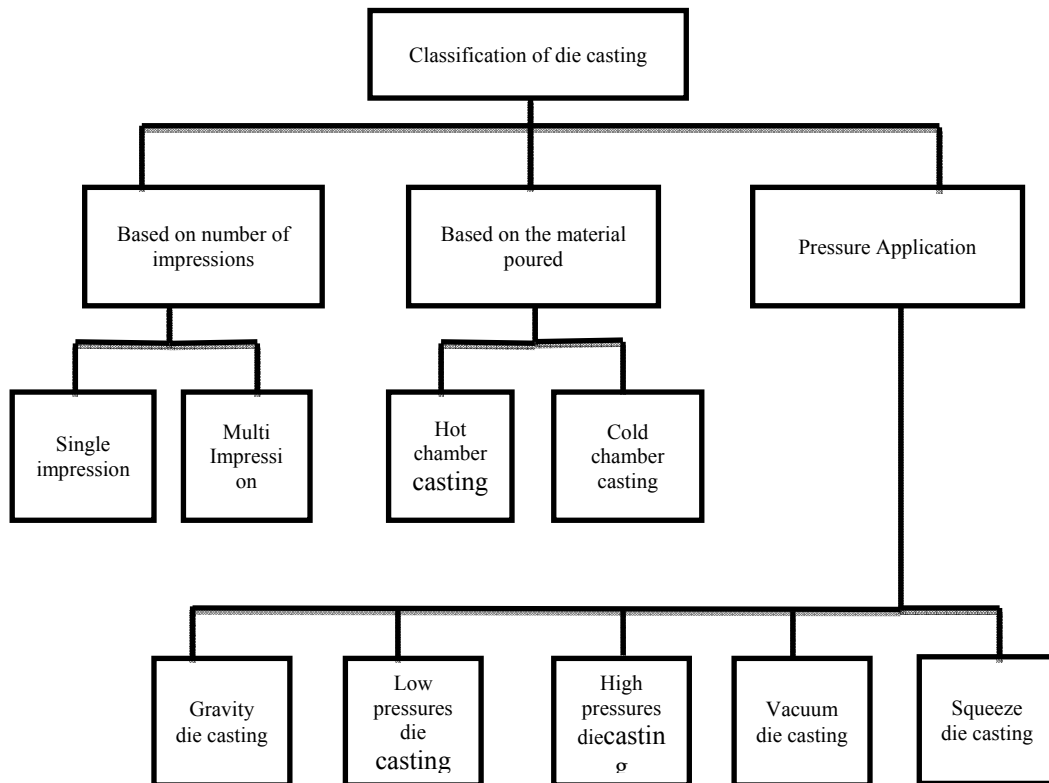 Classification of die casting
Based on number of
impressions
Based on the material
poured
Pressure Application
Single
impression
Multi
Impressi
on
Hot
chamber
casting
Cold
chamber
casting
Gravity
die casting
Low
pressures
die
casting
High
pressures
diecastin
g
Vacuum
die casting
Squeeze
die casting